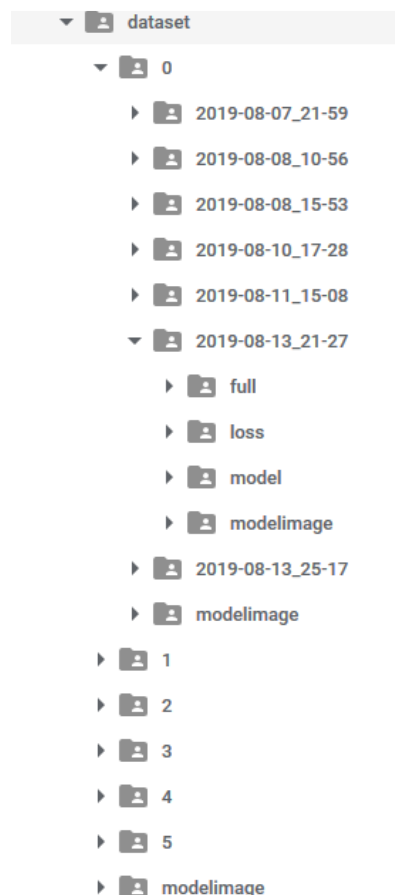 dataset
0
2019-08-07_21-59
2019-08-08_10-56
2019-08-08_15-53
2019-08-10_17-28
2019-08-11_15-08
2019-08-13_21-27
full
loss
model
modelimage
2019-08-13_25-17
modelimage
1
2
3
4
5
modelimage